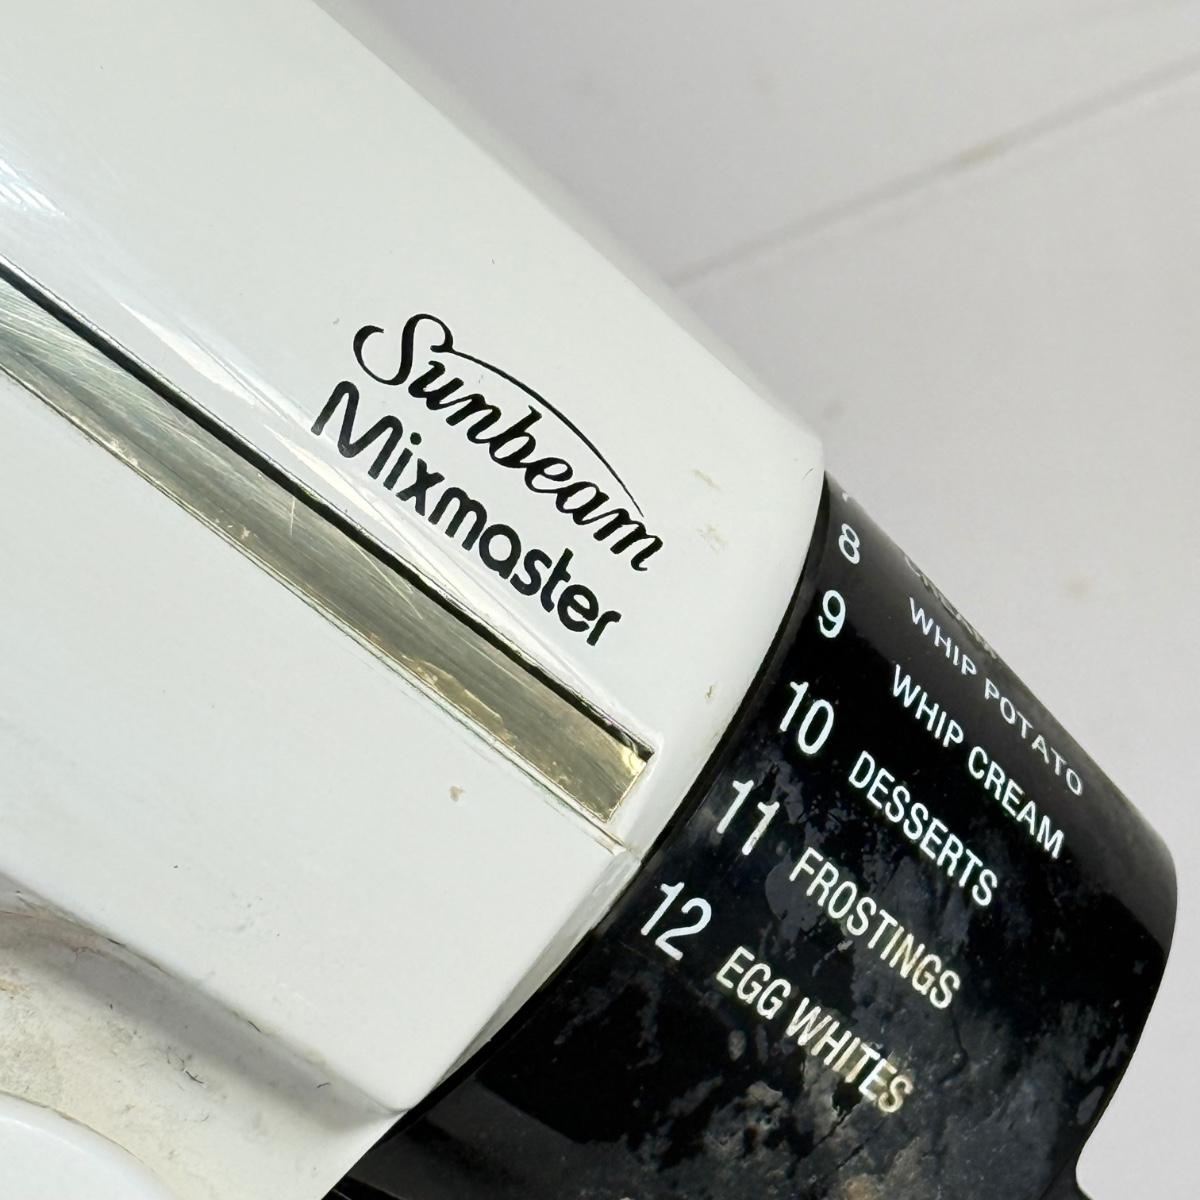 Sunbeam
Mixmaster
8
WHIP POTATO
9 WHIP CREAM
10 DESSERTS
11 FROSTINGS
12 EGG WHITES